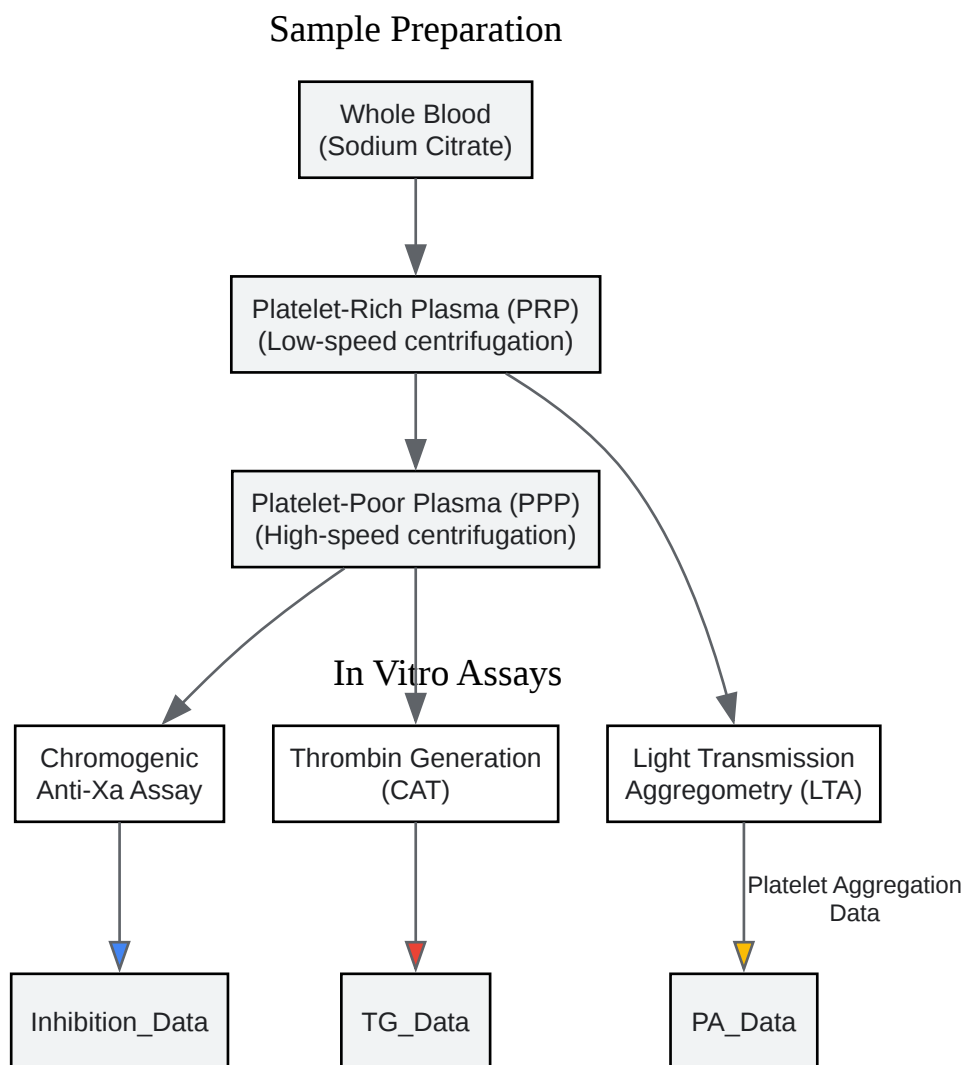 Sample Preparation
Whole Blood
(Sodium Citrate)
Platelet-Rich Plasma (PRP)
(Low-speed centrifugation)
Platelet-Poor Plasma (PPP)
(High-speed centrifugation)
In Vitro Assays
Chromogenic
Anti-Xa Assay
Thrombin Generation
(CAT)
Light Transmission
Aggregometry (LTA)
Platelet Aggregation
Data
Inhibition_Data
TG_Data
PA_Data